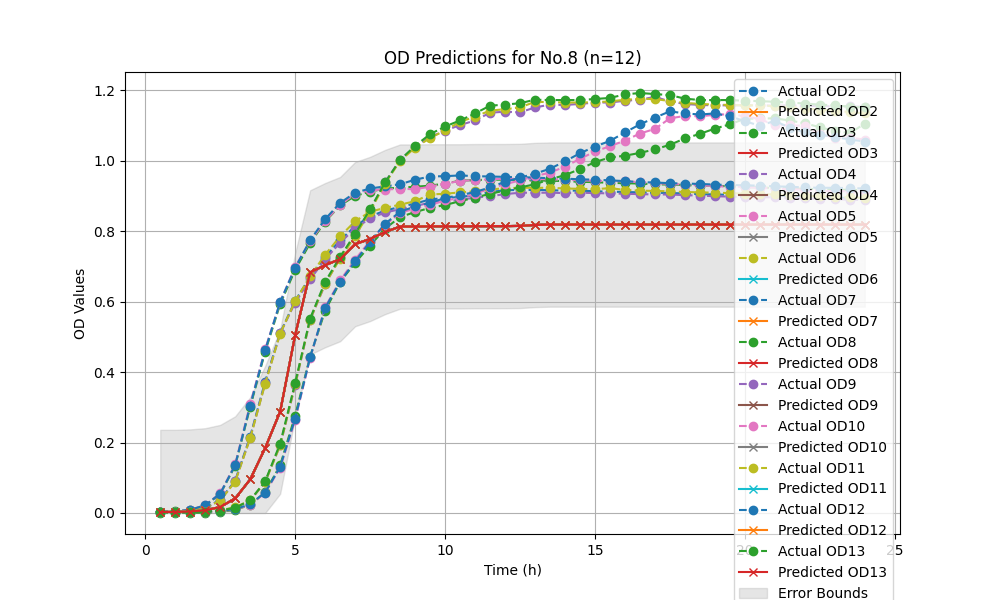 OD Predictions for No.8 (n=12)
OD Values
1.2
1.0
0.8
0.6
0.4
0.2
0.0
0
5
10
15
20
25
Time (h)
Actual OD2
Predicted OD2
Actual OD3
Predicted OD3
Actual OD4
Predicted OD4
Actual OD5
Predicted OD5
Actual OD6
Predicted OD6
Actual OD7
Predicted OD7
Actual OD8
Predicted OD8
Actual OD9
Predicted OD9
Actual OD10
Predicted OD10
Actual OD11
Predicted OD11
Actual OD12
Predicted OD12
Actual OD13
Predicted OD13
Error Bounds